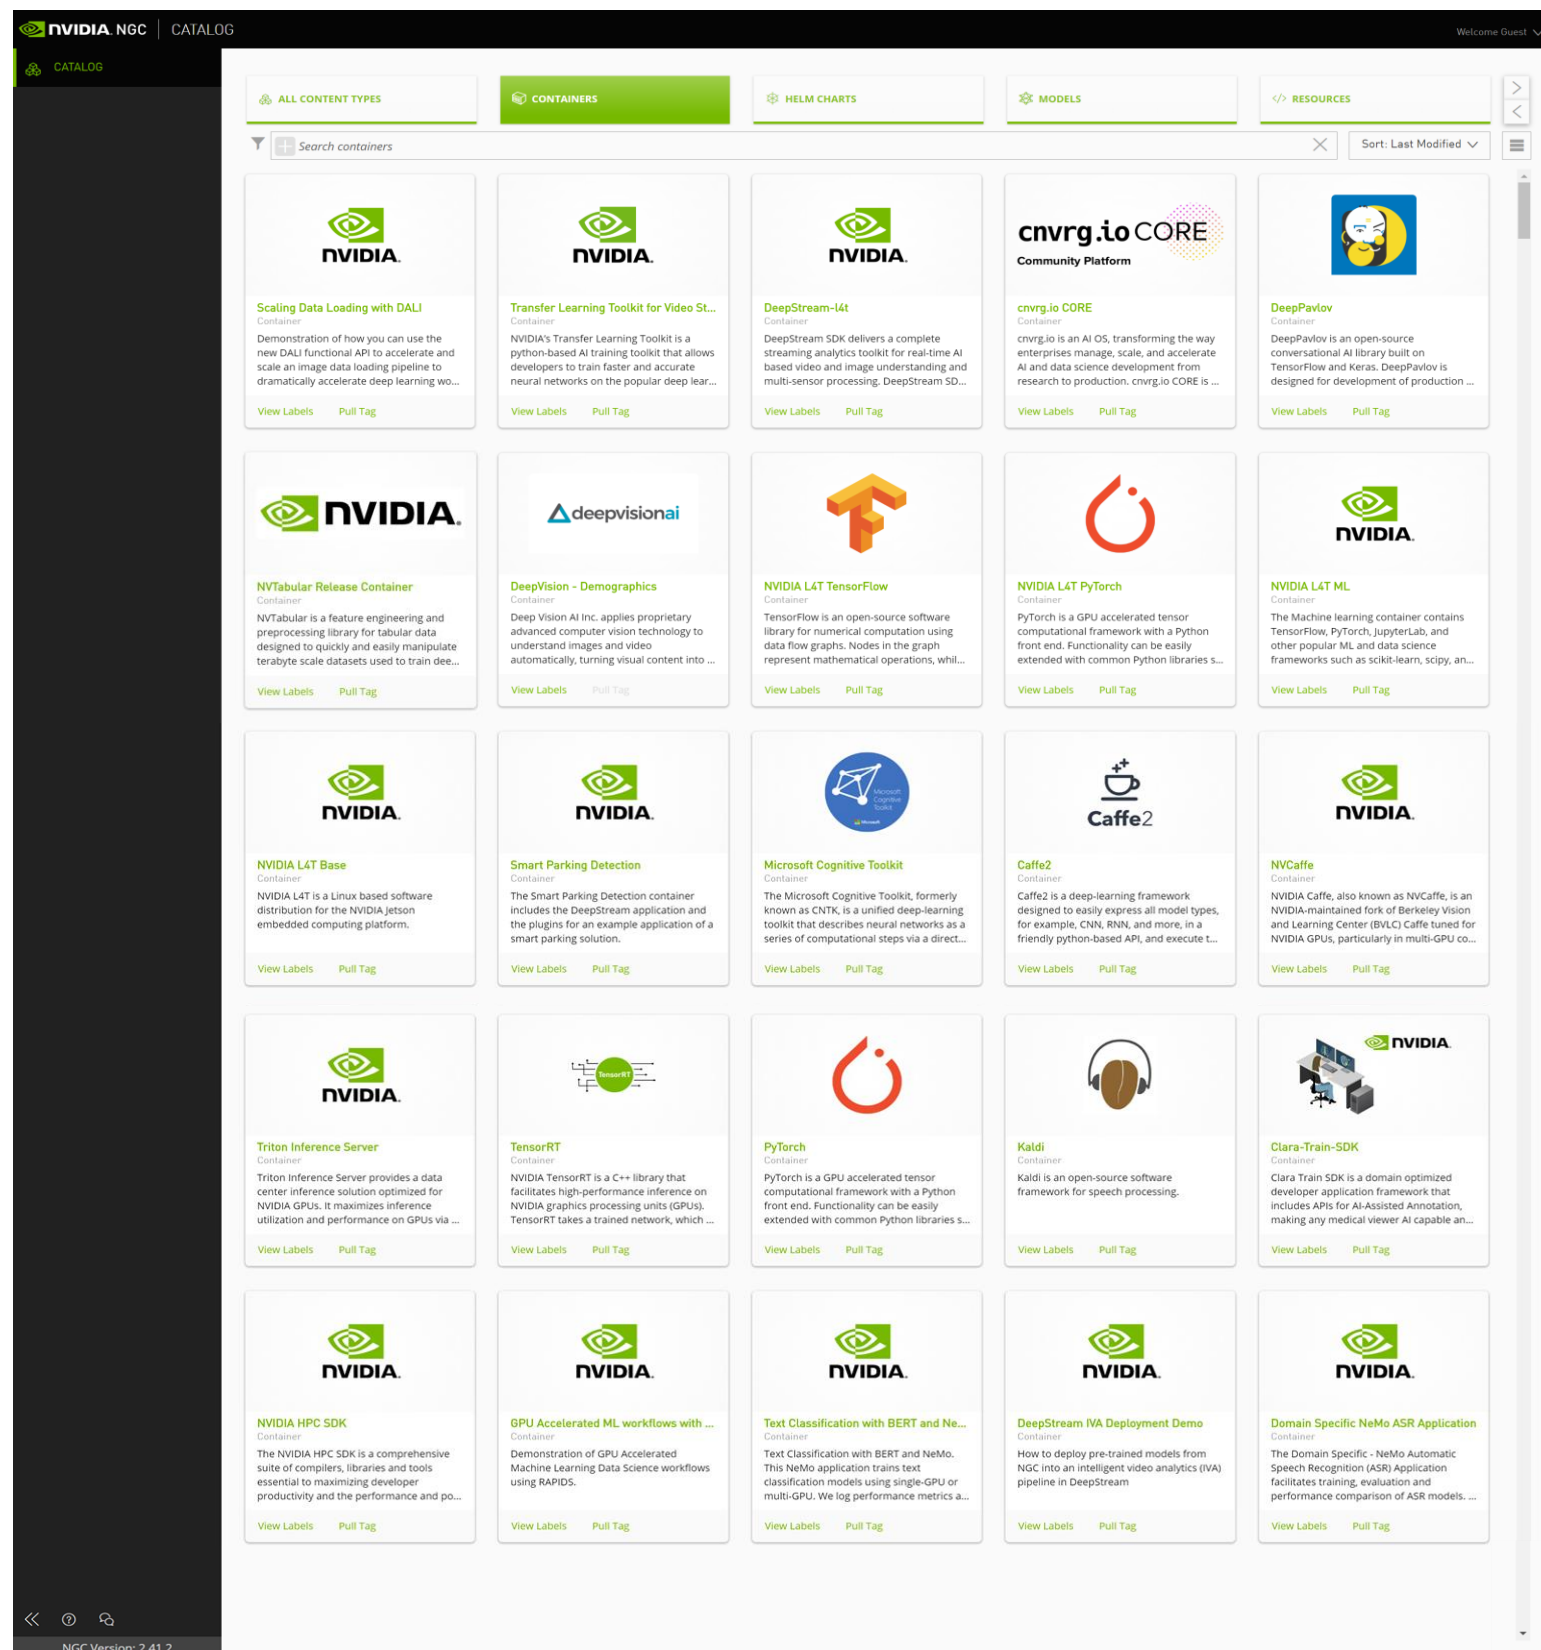 NVIDIA. NGC | CATALOG
Welcome Guest
CATALOG
ALL CONTENT TYPES
CONTAINERS
HELM CHARTS
MODELS
RESOURCES
Search containers
Sort: Last Modified
NVIDIA.
NVIDIA.
NVIDIA.
cnvrg.io CORE
Community Platform
Scaling Data Loading with DALI
Container
Demonstration of how you can use the
new DALI functional API to accelerate and
scale an image data loading pipeline to
dramatically accelerate deep learning wo...
View Labels Pull Tag
Transfer Learning Toolkit for Video St...
Container
NVIDIA's Transfer Learning Toolkit is a
python-based AI training toolkit that allows
developers to train faster and accurate
neural networks on the popular deep lear...
View Labels Pull Tag
DeepStream-l4t
Container
DeepStream SDK delivers a complete
streaming analytics toolkit for real-time AI
based video and image understanding and
multi-sensor processing. DeepStream SD...
View Labels Pull Tag
cnvrg.io CORE
Container
cnvrg.io is an AI OS, transforming the way
enterprises manage, scale, and accelerate
AI and data science development from
research to production. cnvrg.io CORE is ...
View Labels Pull Tag
DeepPavlov
Container
DeepPavlov is an open-source
conversational AI library built on
TensorFlow and Keras. DeepPavlov is
designed for development of production ...
View Labels Pull Tag
NVIDIA.
deepvisionai
NVIDIA.
NVTabular Release Container
Container
NVTabular is a feature engineering and
preprocessing library for tabular data
designed to quickly and easily manipulate
terabyte scale datasets used to train dee...
View Labels Pull Tag
DeepVision - Demographics
Container
Deep Vision AI Inc. applies proprietary
advanced computer vision technology to
understand images and video
automatically, turning visual content into ...
View Labels Pull Tag
NVIDIA L4T TensorFlow
Container
TensorFlow is an open-source software
library for numerical computation using
data flow graphs. Nodes in the graph
represent mathematical operations, whil...
View Labels Pull Tag
NVIDIA L4T PyTorch
Container
PyTorch is a GPU accelerated tensor
computational framework with a Python
front end. Functionality can be easily
extended with common Python libraries s...
View Labels Pull Tag
NVIDIA L4T ML
Container
The Machine learning container contains
TensorFlow, PyTorch, JupyterLab, and
other popular ML and data science
frameworks such as scikit-learn, scipy, an...
View Labels Pull Tag
NVIDIA.
NVIDIA.
Microsoft
Cognitive
Toolkit
Microsoft
Caffe2
NVIDIA.
NVIDIA L4T Base
Container
NVIDIA L4T is a Linux based software
distribution for the NVIDIA Jetson
embedded computing platform.
View Labels Pull Tag
Smart Parking Detection
Container
The Smart Parking Detection container
includes the DeepStream application and
the plugins for an example application of a
smart parking solution.
View Labels Pull Tag
Microsoft Cognitive Toolkit
Container
The Microsoft Cognitive Toolkit, formerly
known as CNTK, is a unified deep-learning
toolkit that describes neural networks as a
series of computational steps via a direct...
View Labels Pull Tag
Caffe2
Container
Caffe2 is a deep-learning framework
designed to easily express all model types,
for example, CNN, RNN, and more, in a
friendly python-based API, and execute t...
View Labels Pull Tag
NVCaffe
Container
NVIDIA Caffe, also known as NVCaffe, is an
NVIDIA-maintained fork of Berkeley Vision
and Learning Center (BVLC) Caffe tuned for
NVIDIA GPUs, particularly in multi-GPU co...
View Labels Pull Tag
NVIDIA.
TensorRT
NVIDIA.
Triton Inference Server
Container
Triton Inference Server provides a data
center inference solution optimized for
NVIDIA GPUs. It maximizes inference
utilization and performance on GPUs via ...
View Labels Pull Tag
TensorRT
Container
NVIDIA TensorRT is a C++ library that
facilitates high-performance inference on
NVIDIA graphics processing units (GPUs).
TensorRT takes a trained network, which ...
View Labels Pull Tag
PyTorch
Container
PyTorch is a GPU accelerated tensor
computational framework with a Python
front end. Functionality can be easily
extended with common Python libraries s...
View Labels Pull Tag
Kaldi
Container
Kaldi is an open-source software
framework for speech processing.
View Labels Pull Tag
Clara-Train-SDK
Container
Clara Train SDK is a domain optimized
developer application framework that
includes APIs for AI-Assisted Annotation,
making any medical viewer AI capable an...
View Labels Pull Tag
NVIDIA.
NVIDIA.
NVIDIA.
NVIDIA.
NVIDIA.
NVIDIA HPC SDK
Container
The NVIDIA HPC SDK is a comprehensive
suite of compilers, libraries and tools
essential to maximizing developer
productivity and the performance and po...
View Labels Pull Tag
GPU Accelerated ML workflows with ...
Container
Demonstration of GPU Accelerated
Machine Learning Data Science workflows
using RAPIDS.
View Labels Pull Tag
Text Classification with BERT and Ne...
Container
Text Classification with BERT and NeMo.
This NeMo application trains text
classification models using single-GPU or
multi-GPU. We log performance metrics a...
View Labels Pull Tag
DeepStream IVA Deployment Demo
Container
How to deploy pre-trained models from
NGC into an intelligent video analytics (IVA)
pipeline in DeepStream
View Labels Pull Tag
Domain Specific NeMo ASR Application
Container
The Domain Specific - NeMo Automatic
Speech Recognition (ASR) Application
facilitates training, evaluation and
performance comparison of ASR models. ...
View Labels Pull Tag
NGC Version: 2.41.2